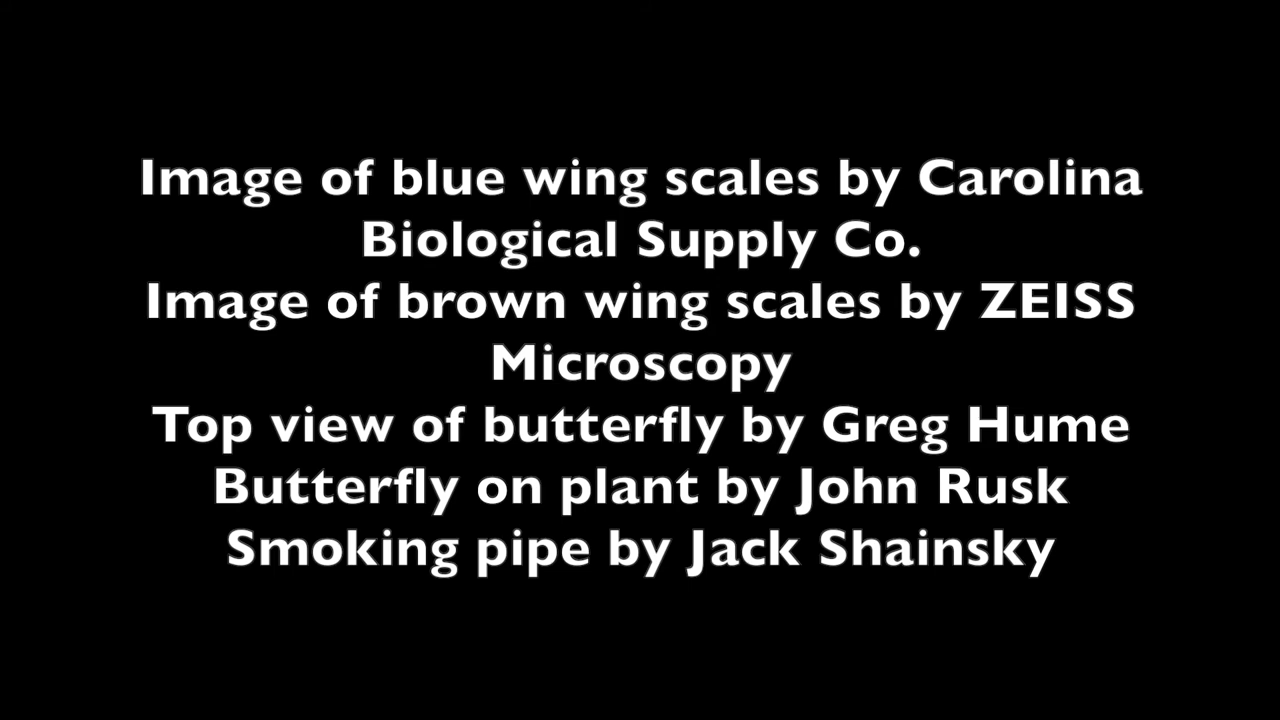 Image of blue wing scales by Carolina
Biological Supply Co.
Image of brown wing scales by ZEISS
Microscopy
Top view of butterfly by Greg Hume
Butterfly on plant by John Rusk
Smoking pipe by Jack Shainsky